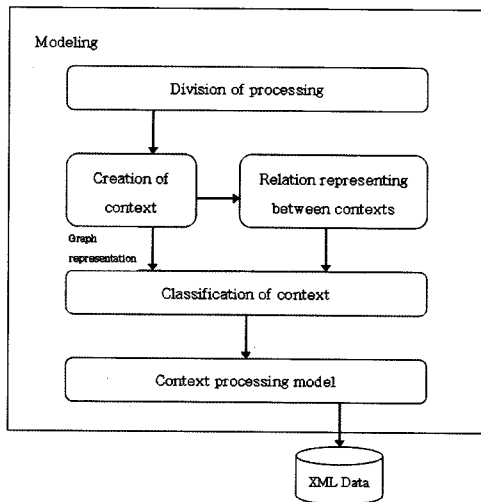 Modeling
Division of processing
Creation of
context
Relation representing
between contexts
Graph
representation
Classification of context
Context processing model
XML Data